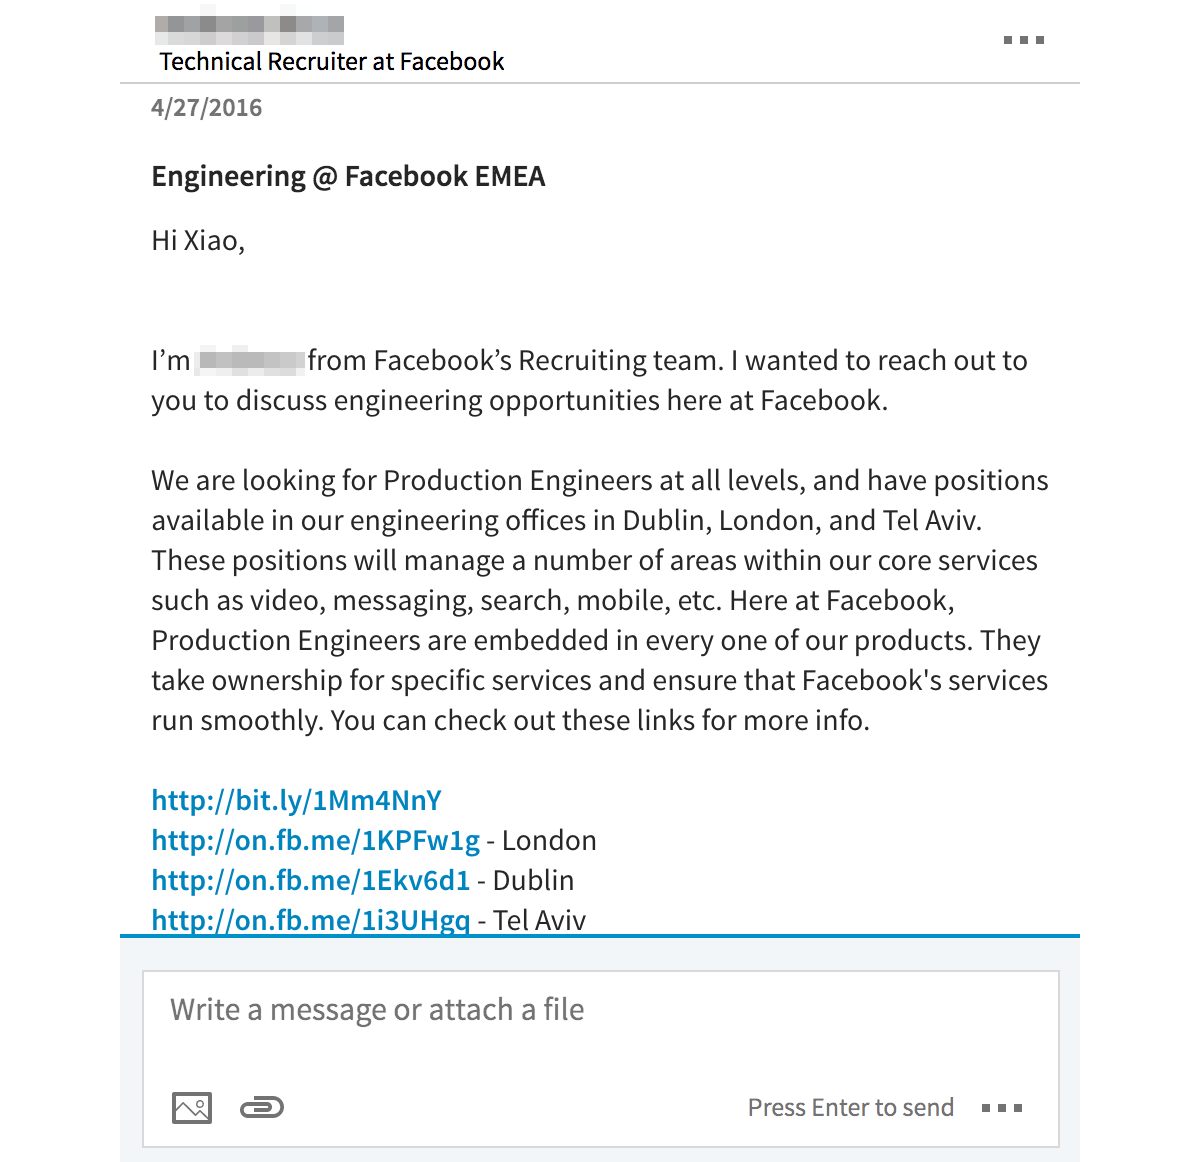 Technical Recruiter at Facebook
4/27/2016
Engineering @ Facebook EMEA
Hi Xiao,
I’m from Facebook’s Recruiting team. I wanted to reach out to
you to discuss engineering opportunities here at Facebook.
We are looking for Production Engineers at all levels, and have positions
available in our engineering offices in Dublin, London, and Tel Aviv.
These positions will manage a number of areas within our core services
such as video, messaging, search, mobile, etc. Here at Facebook,
Production Engineers are embedded in every one of our products. They
take ownership for specific services and ensure that Facebook's services
run smoothly. You can check out these links for more info.
http://bit.ly/1Mm4NnY
http://on.fb.me/1KPFw1g - London
http://on.fb.me/1Ekv6d1 - Dublin
http://on.fb.me/1i3UHgq - Tel Aviv
Write a message or attach a file
Press Enter to send